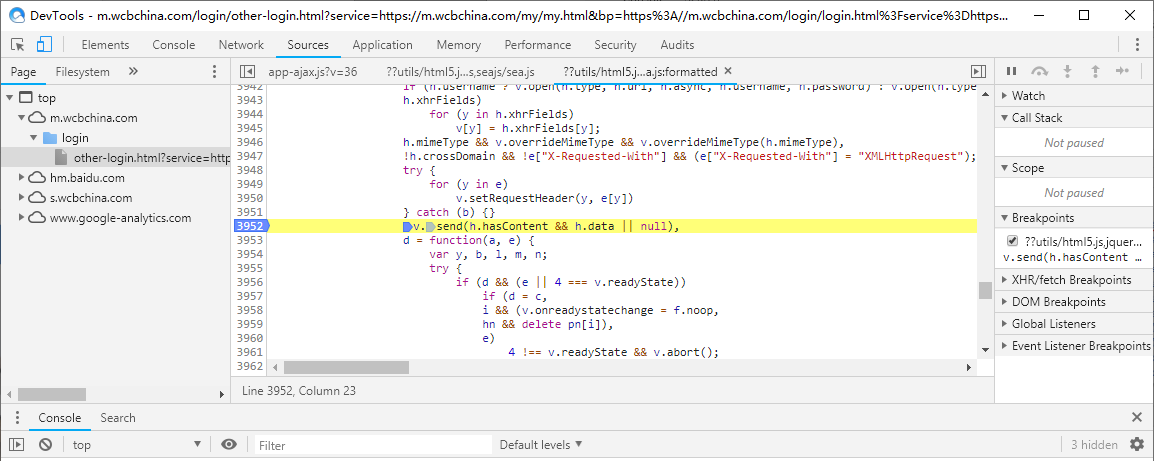 DevTools - m.wcbchina.com/login/other-login.html?service=https://m.wcbchina.com/my/my.html&bp=https%3A//m.wcbchina.com/login/login.html%3Fservice%3Dhttps...
Elements Console Network Sources Application Memory Performance Security Audits
Page Filesystem »
app-ajax.js?v=36 ??utils/html5.j...s,seajs/sea.js ??utils/html5.j...a.js:formatted ×
top
m.wcbchina.com
login
other-login.html?service=http
hm.baidu.com
s.wcbchina.com
www.google-analytics.com
3942 if (h.username ? v.open(h.type, h.url, h.async, h.username, h.password) : v.open(h.type
3943 h.xhrFields)
3944 for (y in h.xhrFields)
3945 v[y] = h.xhrFields[y];
3946 h.mimeType && v.overrideMimeType && v.overrideMimeType(h.mimeType),
3947 !h.crossDomain && !e["X-Requested-With"] && (e["X-Requested-With"] = "XMLHttpRequest");
3948 try {
3949 for (y in e)
3950 v.setRequestHeader(y, e[y])
3951 } catch (b) {}
3952 v.send(h.hasContent && h.data || null),
3953 d = function(a, e) {
3954 var y, b, l, m, n;
3955 try {
3956 if (d && (e || 4 === v.readyState))
3957 if (d = c,
3958 i && (v.onreadystatechange = f.noop,
3959 hn && delete pn[i]),
3960 e)
3961 4 !== v.readyState && v.abort();
3962
Line 3952, Column 23
Watch
Call Stack
Not paused
Scope
Not paused
Breakpoints
??utils/html5.js,jquer...
v.send(h.hasContent ...
XHR/fetch Breakpoints
DOM Breakpoints
Global Listeners
Event Listener Breakpoints
Console Search
top Filter Default levels 3 hidden